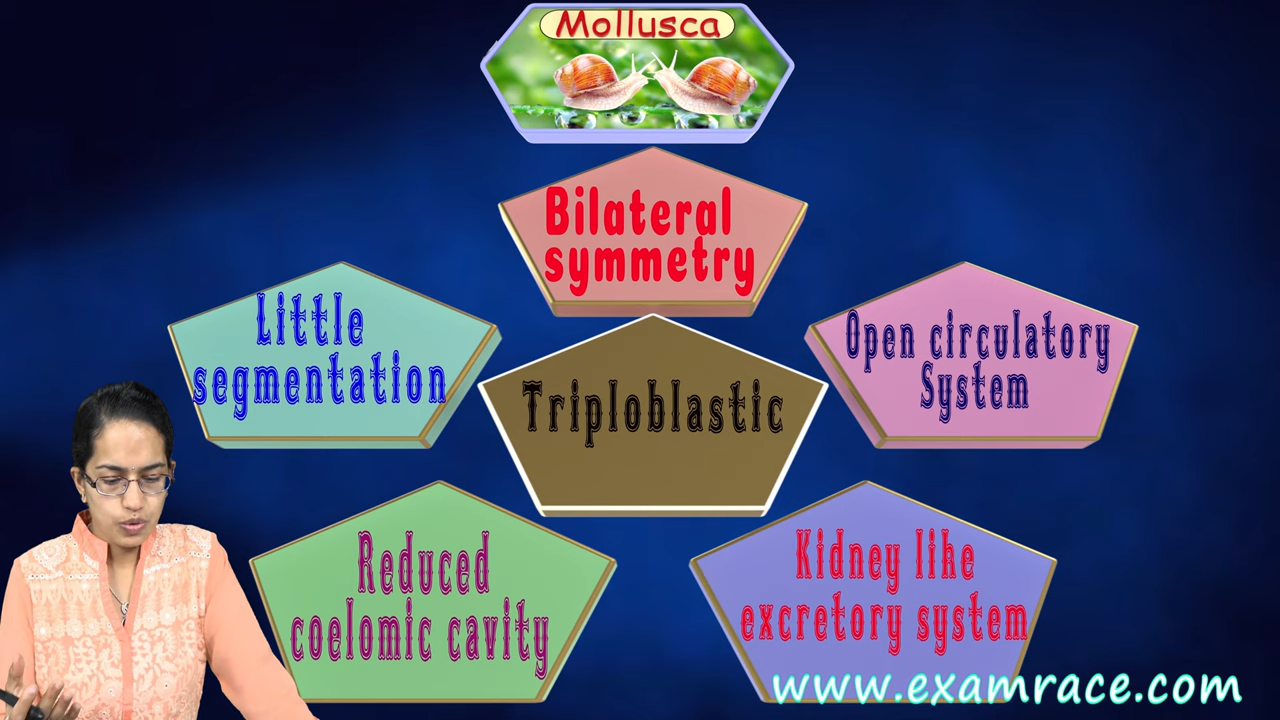 Mollusca
Bilateral
symmetry
Little
segmentation
Open circulatory
System
Triploblastic
Reduced
coelomic cavity
Kidney like
excretory system
www.examrace.com